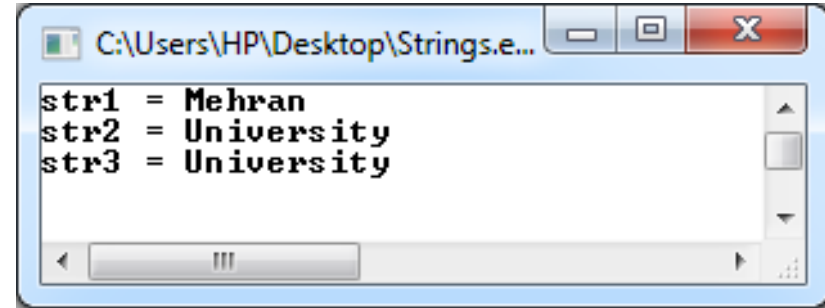 C:\Users\HP\Desktop\Strings.e...
str1 = Mehran
str2 = University
str3 = University